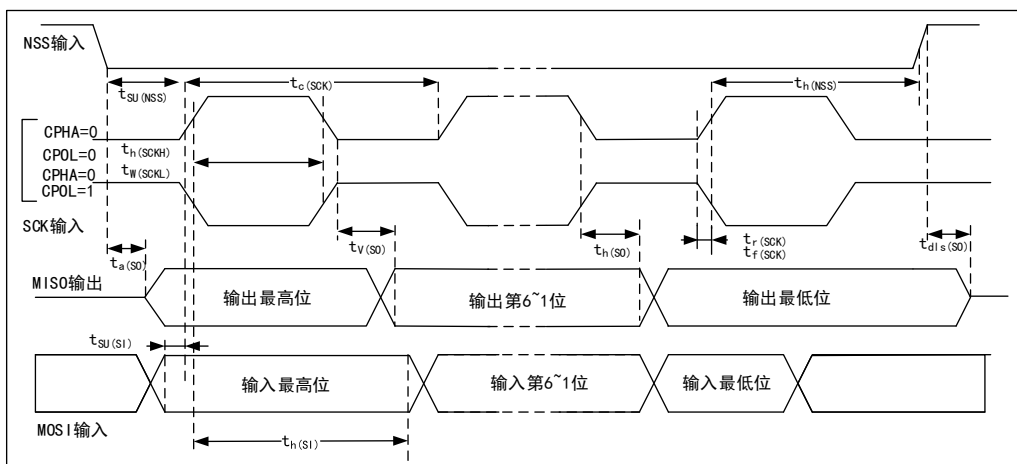 NSS输入
tSU(NSS)
tc(SCK)
th(NSS)
CPHA=0
CPOL=0
th(SCKH)
CPHA=0
tW(SCKL)
CPOL=1
SCK输入
ta(SO)
tV(SO)
th(SO)
tr(SCK)
tf(SCK)
tdis(SO)
MISO输出
输出最高位
输出第6~1位
输出最低位
tSU(SI)
输入最高位
输入第6~1位
输入最低位
MOSI输入
th(SI)